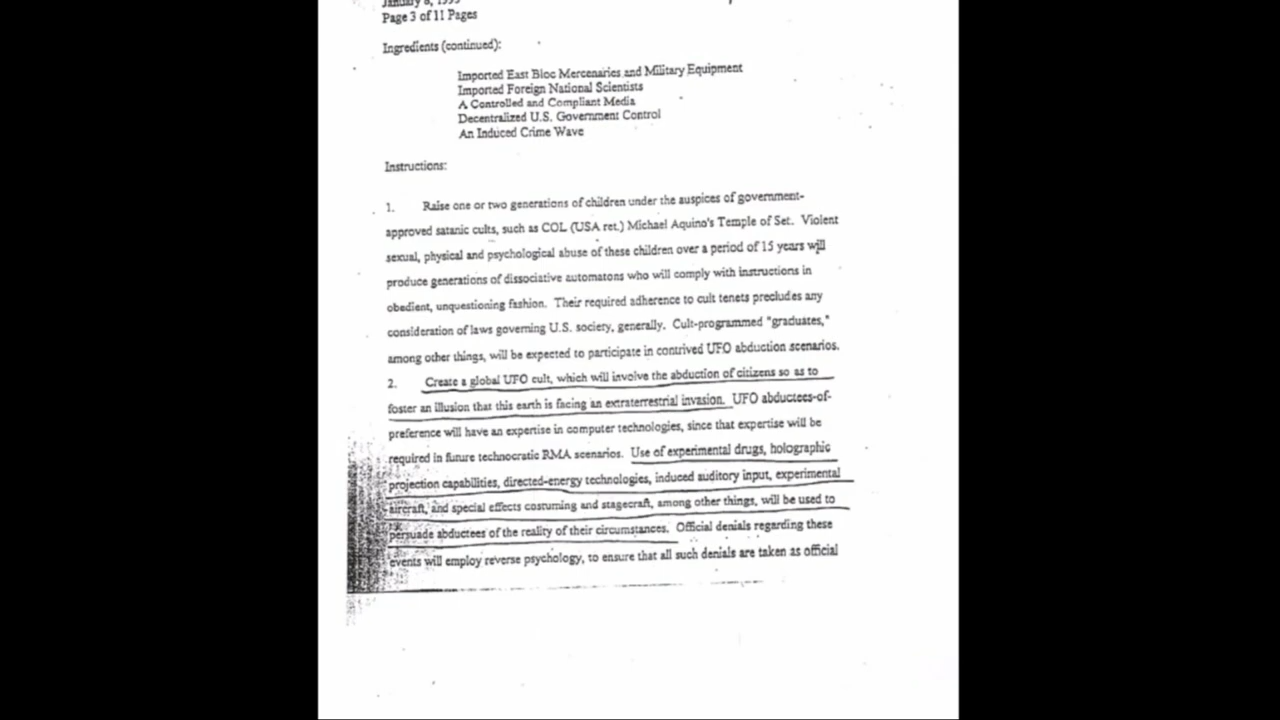 January 6, 199
Page 3 of 11 Pages
Ingredients (continued):
Imported East Bloc Mercenaries and Military Equipment
Imported Foreign National Scientists
A Controlled and Compliant Media
Decentralized U.S. Government Control
An Induced Crime Wave
Instructions:
1. Raise one or two generations of children under the auspices of government-
approved satanic cults, such as COL (USA ret.) Michael Aquino's Temple of Set. Violent
sexual, physical and psychological abuse of these children over a period of 15 years will
produce generations of dissociative automatons who will comply with instructions in
obedient, unquestioning fashion. Their required adherence to cult tenets precludes any
consideration of laws governing U.S. society, generally. Cult-programmed "graduates,"
among other things, will be expected to participate in contrived UFO abduction scenarios.
2. Create a global UFO cult, which will involve the abduction of citizens so as to
foster an illusion that this earth is facing an extraterrestrial invasion. UFO abductees-of-
preference will have an expertise in computer technologies, since that expertise will be
required in future technocratic RMA scenarios. Use of experimental drugs, holographic
projection capabilities, directed-energy technologies, induced auditory input, experimental
aircraft, and special effects costuming and stagecraft, among other things, will be used to
persuade abductees of the reality of their circumstances. Official denials regarding these
events will employ reverse psychology, to ensure that all such denials are taken as official